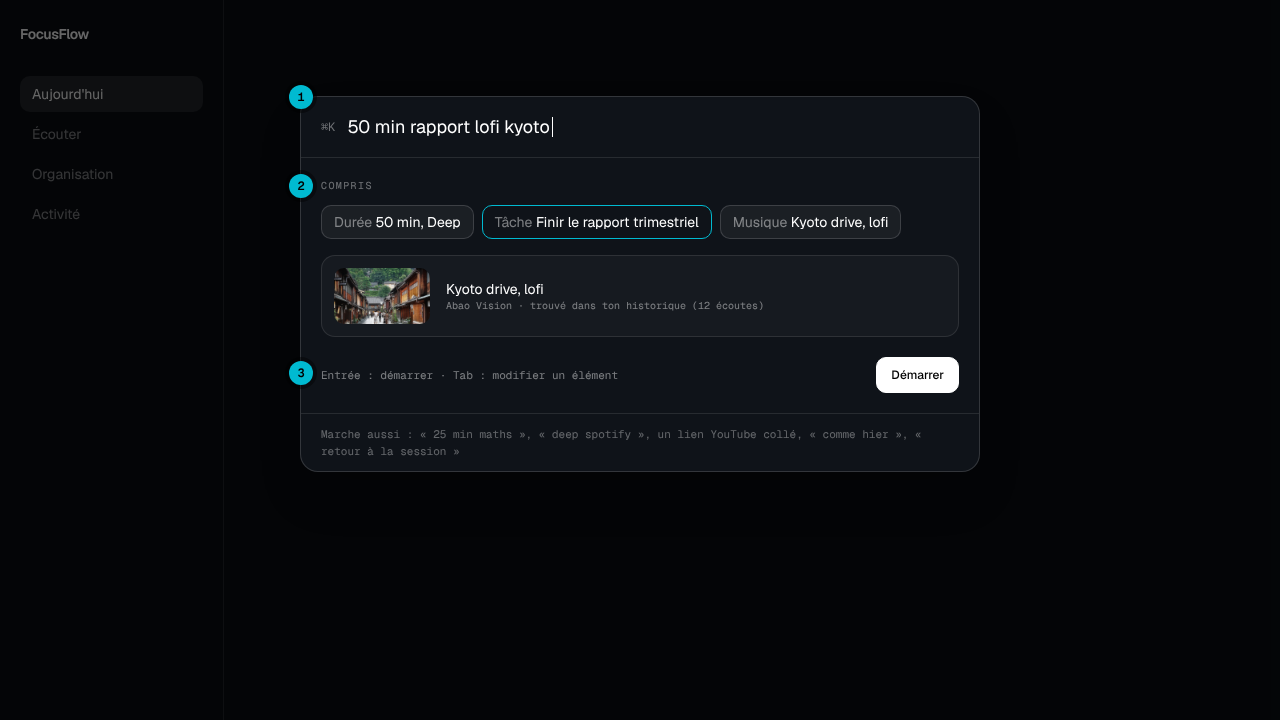 FocusFlow
Aujourd'hui
Écouter
Organisation
Activité
1
⌘K 50 min rapport lofi kyoto
2
COMPRIS
Durée 50 min, Deep
Tâche Finir le rapport trimestriel
Musique Kyoto drive, lofi
Kyoto drive, lofi
Abao Vision · trouvé dans ton historique (12 écoutes)
3
Entrée : démarrer · Tab : modifier un élément
Démarrer
Marche aussi : « 25 min maths », « deep spotify », un lien YouTube collé, « comme hier », «
retour à la session »